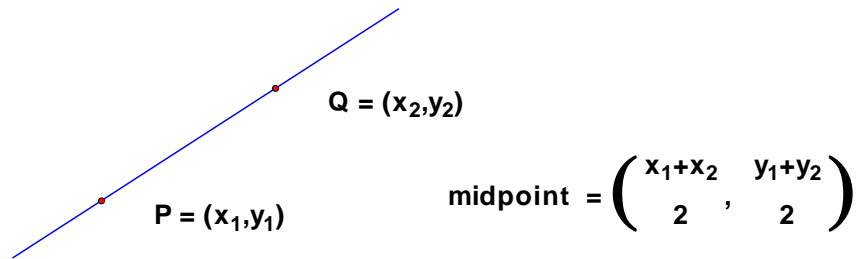 Q = (x₂,y₂)
P = (x₁,y₁)
midpoint = ( x₁+x₂ , y₁+y₂ )
2 2